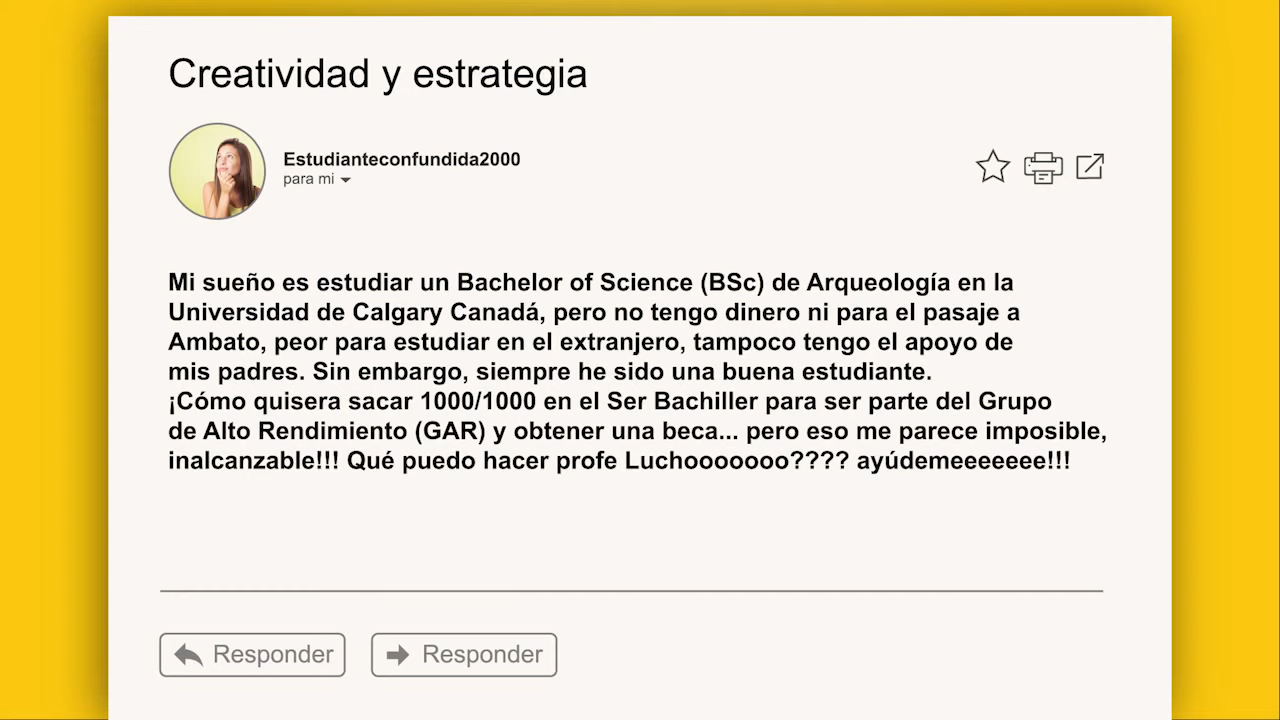 Creatividad y estrategia
Estudianteconfundida2000
para mi
Mi sueño es estudiar un Bachelor of Science (BSc) de Arqueología en la
Universidad de Calgary Canadá, pero no tengo dinero ni para el pasaje a
Ambato, peor para estudiar en el extranjero, tampoco tengo el apoyo de
mis padres. Sin embargo, siempre he sido una buena estudiante.
¡Cómo quisera sacar 1000/1000 en el Ser Bachiller para ser parte del Grupo
de Alto Rendimiento (GAR) y obtener una beca... pero eso me parece imposible,
inalcanzable!!! Qué puedo hacer profe Luchooooooo???? ayúdemeeeeeee!!!
Responder
Responder